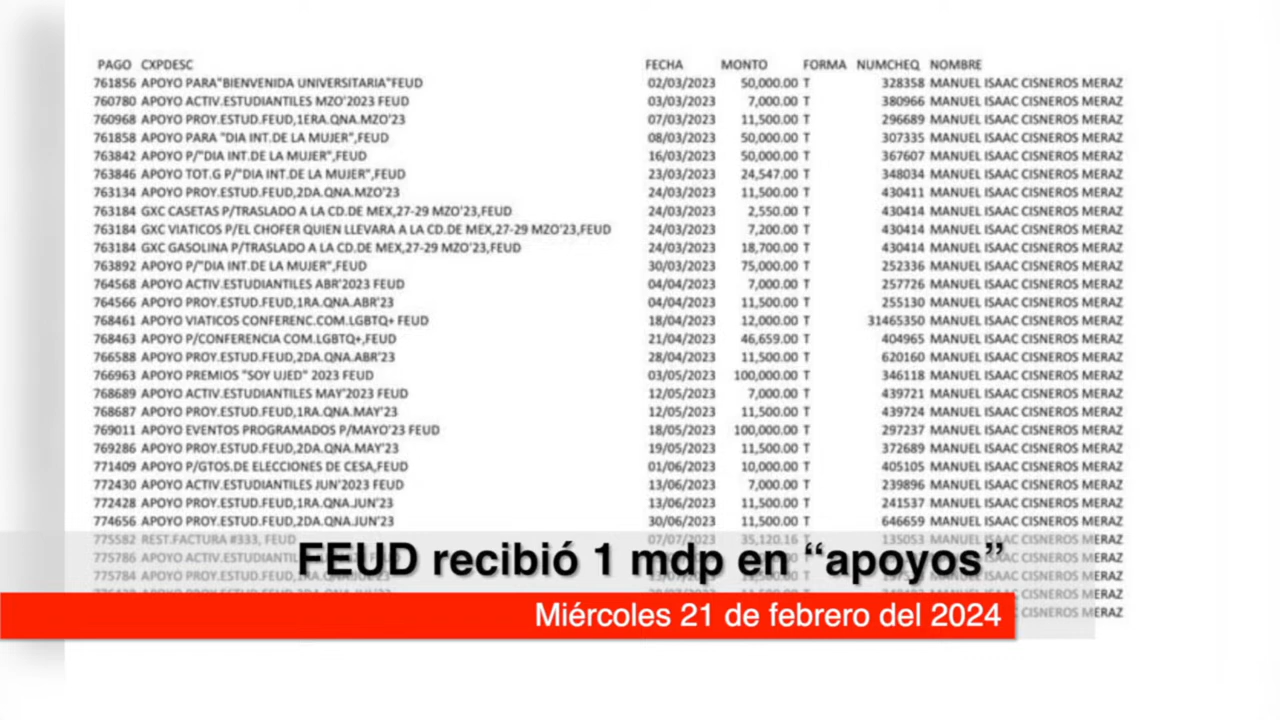 PAGO CXPDESC FECHA MONTO FORMA NUMCHEQ NOMBRE
761856 APOYO PARA"BIENVENIDA UNIVERSITARIA"FEUD 02/03/2023 50,000.00 T 328358 MANUEL ISAAC CISNEROS MERAZ
760780 APOYO ACTIV.ESTUDIANTILES MZO'2023 FEUD 03/03/2023 7,000.00 T 380966 MANUEL ISAAC CISNEROS MERAZ
760968 APOYO PROY.ESTUD.FEUD,1ERA.QNA.MZO'23 07/03/2023 11,500.00 T 296689 MANUEL ISAAC CISNEROS MERAZ
761858 APOYO PARA "DIA INT.DE LA MUJER",FEUD 08/03/2023 50,000.00 T 307335 MANUEL ISAAC CISNEROS MERAZ
763842 APOYO P/"DIA INT.DE LA MUJER",FEUD 16/03/2023 50,000.00 T 367607 MANUEL ISAAC CISNEROS MERAZ
763846 APOYO TOT.G P/"DIA INT.DE LA MUJER",FEUD 23/03/2023 24,547.00 T 348034 MANUEL ISAAC CISNEROS MERAZ
763134 APOYO PROY.ESTUD.FEUD,2DA.QNA.MZO'23 24/03/2023 11,500.00 T 430411 MANUEL ISAAC CISNEROS MERAZ
763184 GXC CASETAS P/TRASLADO A LA CD.DE MEX,27-29 MZO'23,FEUD 24/03/2023 2,550.00 T 430414 MANUEL ISAAC CISNEROS MERAZ
763184 GXC VIATICOS P/EL CHOFER QUIEN LLEVARA A LA CD.DE MEX,27-29 MZO'23,FEUD 24/03/2023 7,200.00 T 430414 MANUEL ISAAC CISNEROS MERAZ
763184 GXC GASOLINA P/TRASLADO A LA CD.DE MEX,27-29 MZO'23,FEUD 24/03/2023 18,700.00 T 430414 MANUEL ISAAC CISNEROS MERAZ
763892 APOYO P/"DIA INT.DE LA MUJER",FEUD 30/03/2023 75,000.00 T 252336 MANUEL ISAAC CISNEROS MERAZ
764568 APOYO ACTIV.ESTUDIANTILES ABR'2023 FEUD 04/04/2023 7,000.00 T 257726 MANUEL ISAAC CISNEROS MERAZ
764566 APOYO PROY.ESTUD.FEUD,1RA.QNA.ABR'23 04/04/2023 11,500.00 T 255130 MANUEL ISAAC CISNEROS MERAZ
768461 APOYO VIATICOS CONFERENC.COM.LGBTQ+ FEUD 18/04/2023 12,000.00 T 31465350 MANUEL ISAAC CISNEROS MERAZ
768463 APOYO P/CONFERENCIA COM.LGBTQ+,FEUD 21/04/2023 46,659.00 T 404965 MANUEL ISAAC CISNEROS MERAZ
766588 APOYO PROY.ESTUD.FEUD,2DA.QNA.ABR'23 28/04/2023 11,500.00 T 620160 MANUEL ISAAC CISNEROS MERAZ
766963 APOYO PREMIOS "SOY UJED" 2023 FEUD 03/05/2023 100,000.00 T 346118 MANUEL ISAAC CISNEROS MERAZ
768689 APOYO ACTIV.ESTUDIANTILES MAY'2023 FEUD 12/05/2023 7,000.00 T 439721 MANUEL ISAAC CISNEROS MERAZ
768687 APOYO PROY.ESTUD.FEUD,1RA.QNA.MAY'23 12/05/2023 11,500.00 T 439724 MANUEL ISAAC CISNEROS MERAZ
769011 APOYO EVENTOS PROGRAMADOS P/MAYO'23 FEUD 18/05/2023 100,000.00 T 297237 MANUEL ISAAC CISNEROS MERAZ
769286 APOYO PROY.ESTUD.FEUD,2DA.QNA.MAY'23 19/05/2023 11,500.00 T 372689 MANUEL ISAAC CISNEROS MERAZ
771409 APOYO P/GTOS.DE ELECCIONES DE CESA,FEUD 01/06/2023 10,000.00 T 405105 MANUEL ISAAC CISNEROS MERAZ
772430 APOYO ACTIV.ESTUDIANTILES JUN'2023 FEUD 13/06/2023 7,000.00 T 239896 MANUEL ISAAC CISNEROS MERAZ
772428 APOYO PROY.ESTUD.FEUD,1RA.QNA.JUN'23 13/06/2023 11,500.00 T 241537 MANUEL ISAAC CISNEROS MERAZ
774656 APOYO PROY.ESTUD.FEUD,2DA.QNA.JUN'23 30/06/2023 11,500.00 T 646659 MANUEL ISAAC CISNEROS MERAZ
775582 REST.FACTURA #333, FEUD 07/07/2023 35,120.16 T 135053 MANUEL ISAAC CISNEROS MERAZ
775786 APOYO CISNEROS MERAZ
775784 APOYO CISNEROS MERAZ
CISNEROS MERAZ
CISNEROS MERAZ
FEUD recibió 1 mdp en “apoyos”
Miércoles 21 de febrero del 2024